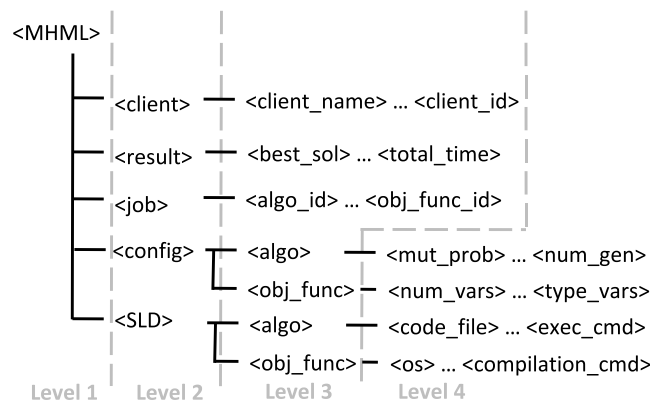 <MHML>
<client> <client_name> ... <client_id>
<result> <best_sol> ... <total_time>
<job> <algo_id> ... <obj_func_id>
<config> <algo> <mut_prob> ... <num_gen>
<obj_func> <num_vars> ... <type_vars>
<SLD> <algo> <code_file> ... <exec_cmd>
<obj_func> <os> ... <compilation_cmd>
Level 1 Level 2 Level 3 Level 4